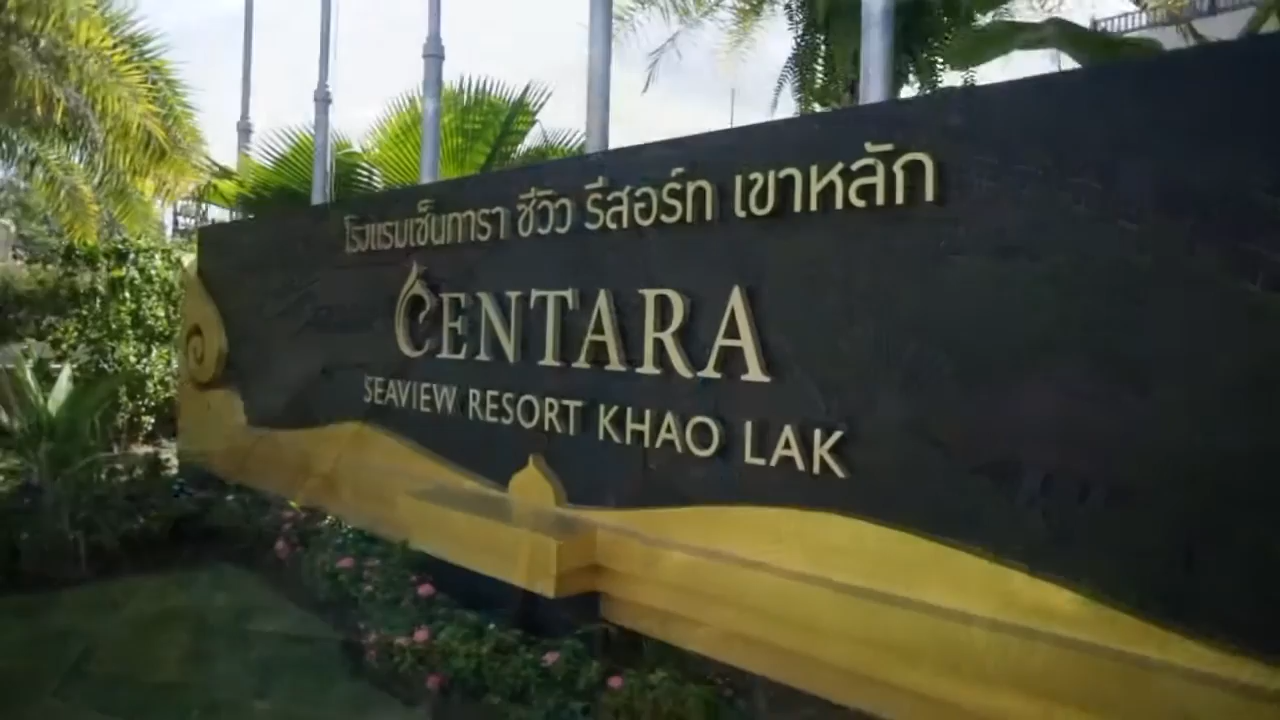 โรงแรมเซ็นทารา ซีวิว รีสอร์ท เขาหลัก
CENTARA
SEAVIEW RESORT KHAO LAK